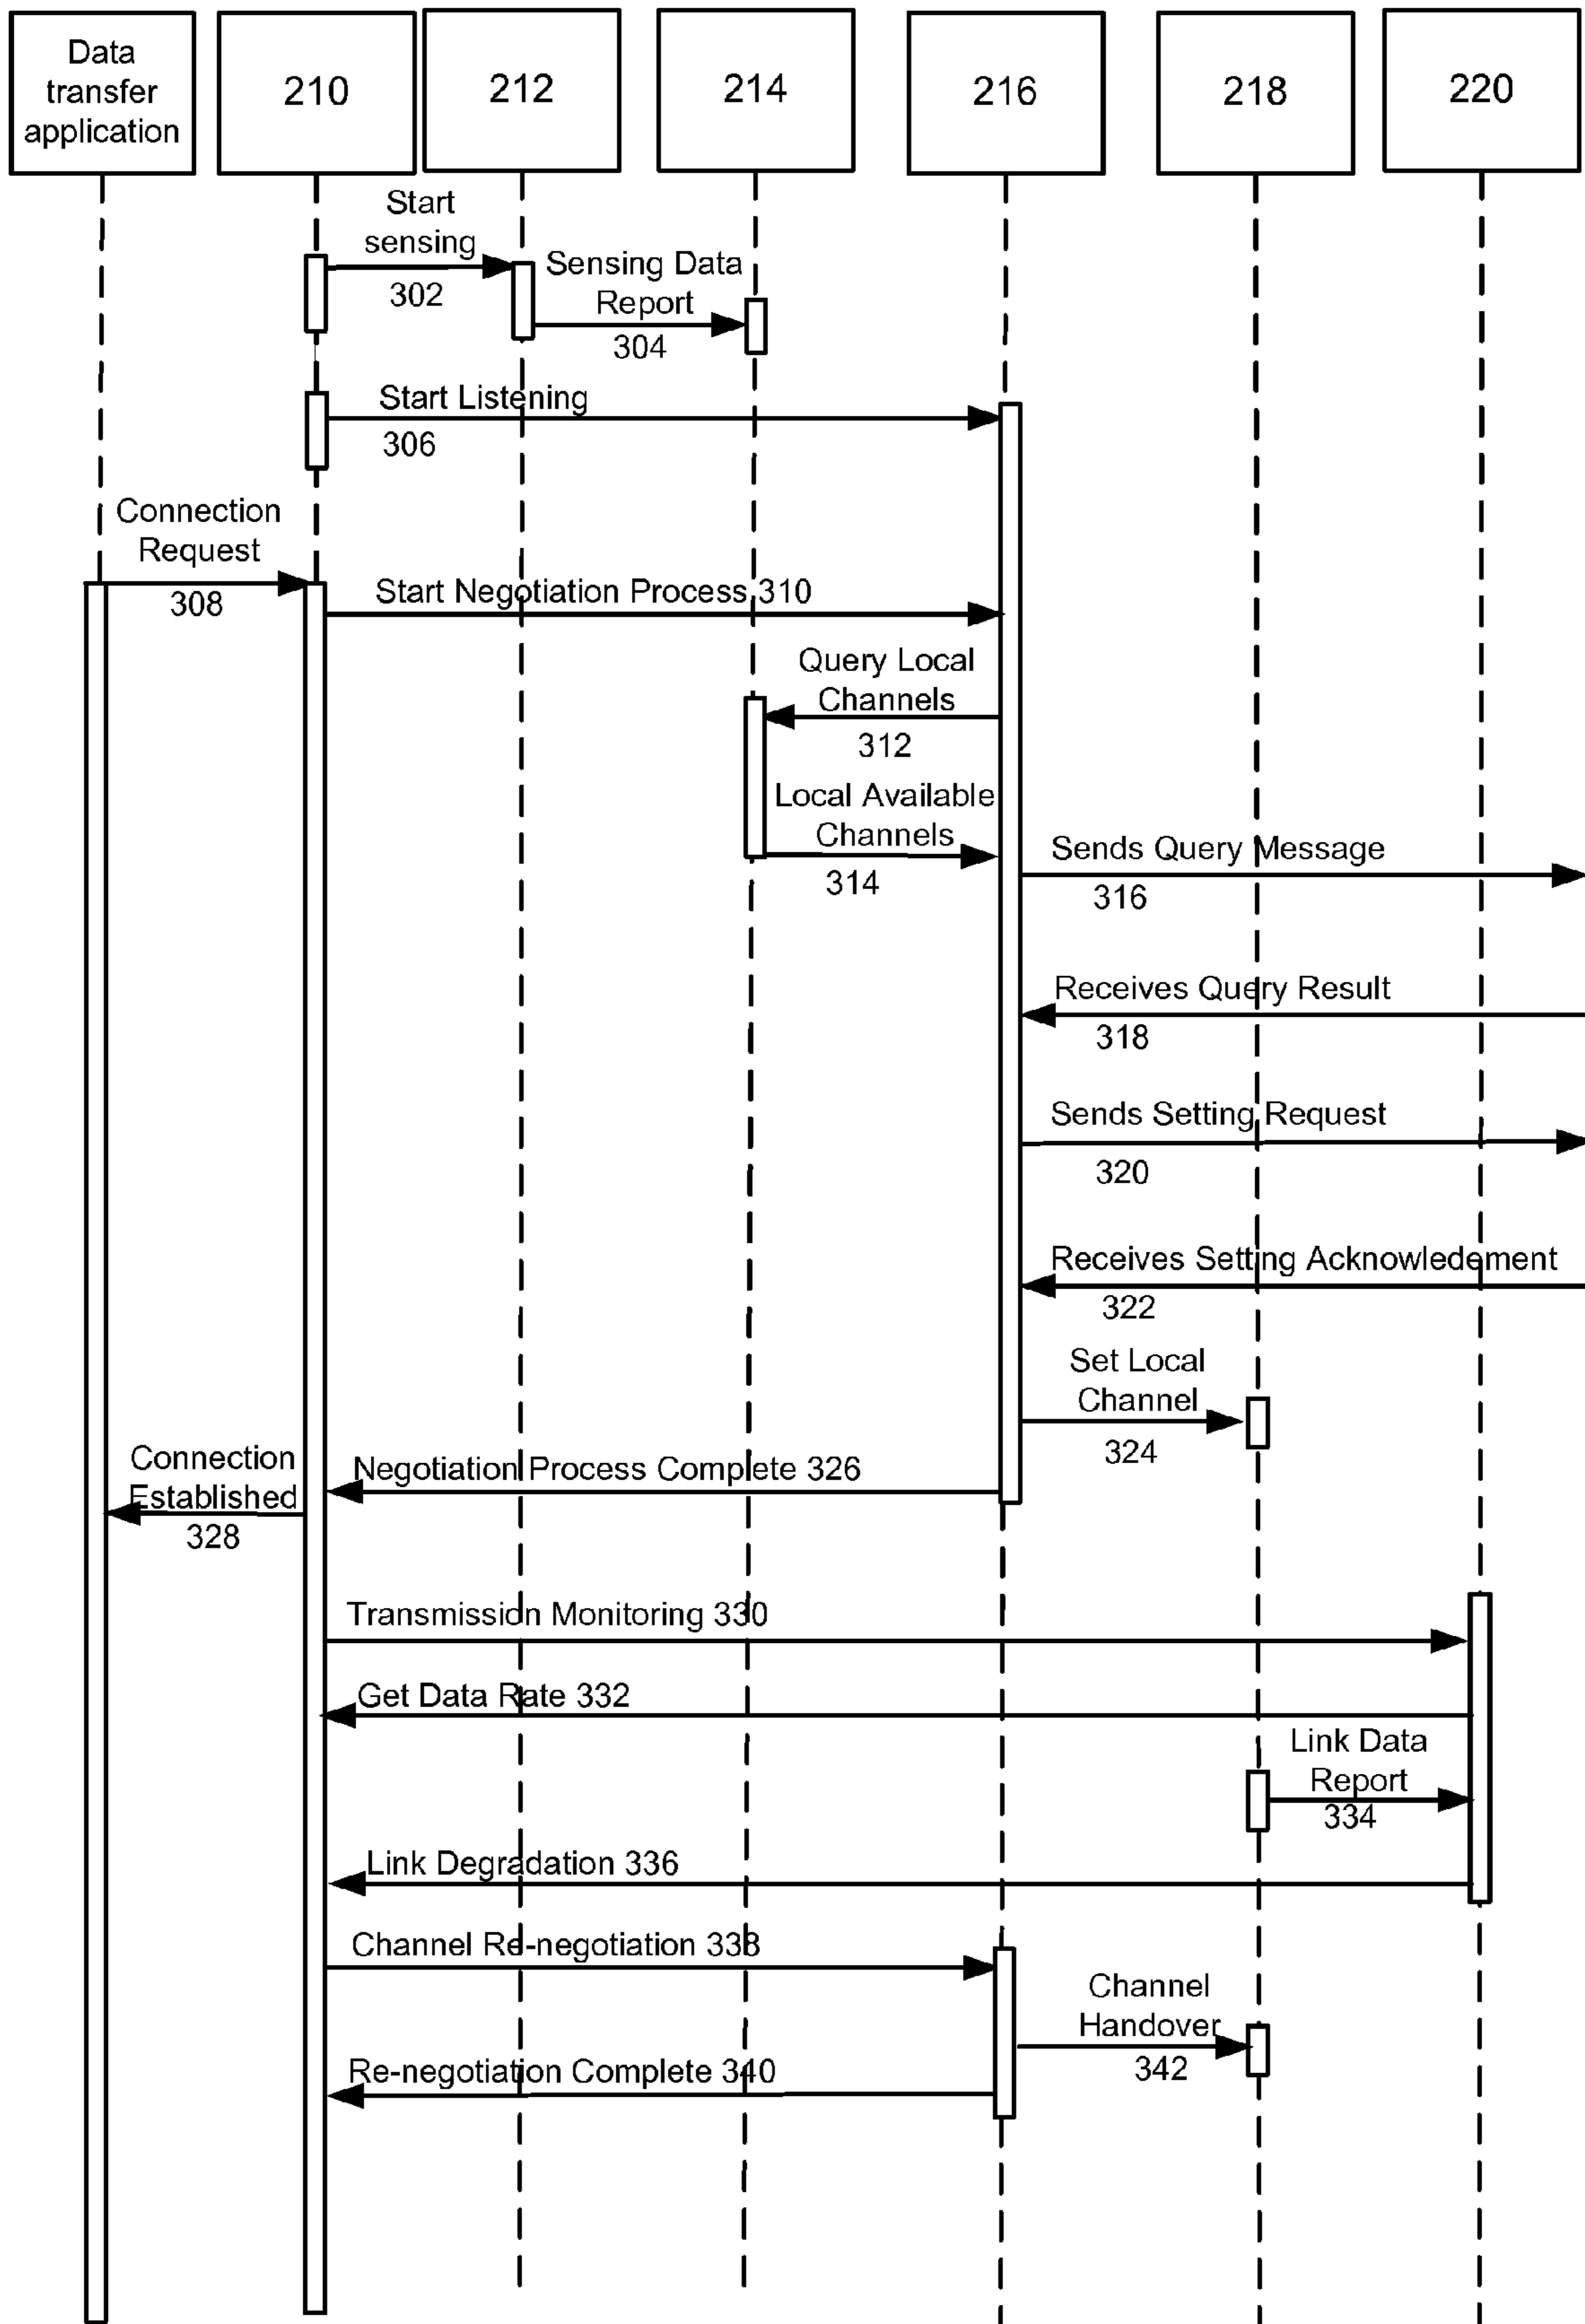 Data
transfer
application
210
212
214
216
218
220
Start
sensing
302
Sensing Data
Report
304
Start Listening
306
Connection
Request
308
Start Negotiation Process 310
Query Local
Channels
312
Local Available
Channels
314
Sends Query Message
316
Receives Query Result
318
Sends Setting Request
320
Receives Setting Acknowledement
322
Set Local
Channel
324
Connection
Established
328
Negotiation Process Complete 326
Transmission Monitoring 330
Get Data Rate 332
Link Data
Report
334
Link Degradation 336
Channel Re-negotiation 338
Channel
Handover
342
Re-negotiation Complete 340